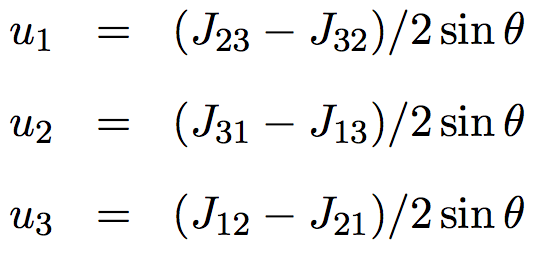 u₁ = (J₂₃ − J₃₂)/2 sin θ
u₂ = (J₃₁ − J₁₃)/2 sin θ
u₃ = (J₁₂ − J₂₁)/2 sin θ